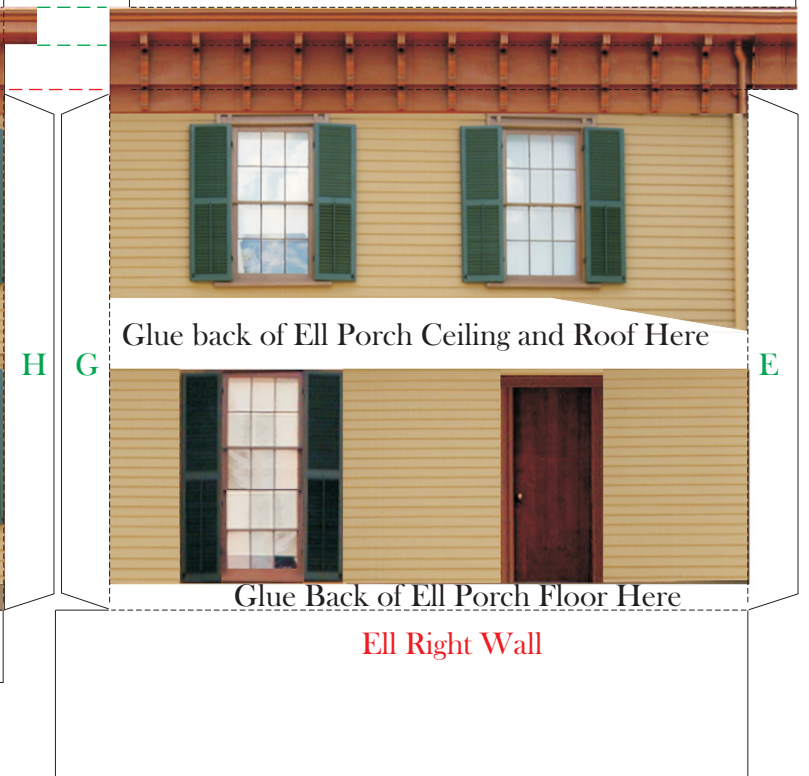 Glue back of Ell Porch Ceiling and Roof Here
H
G
E
Glue Back of Ell Porch Floor Here
Ell Right Wall